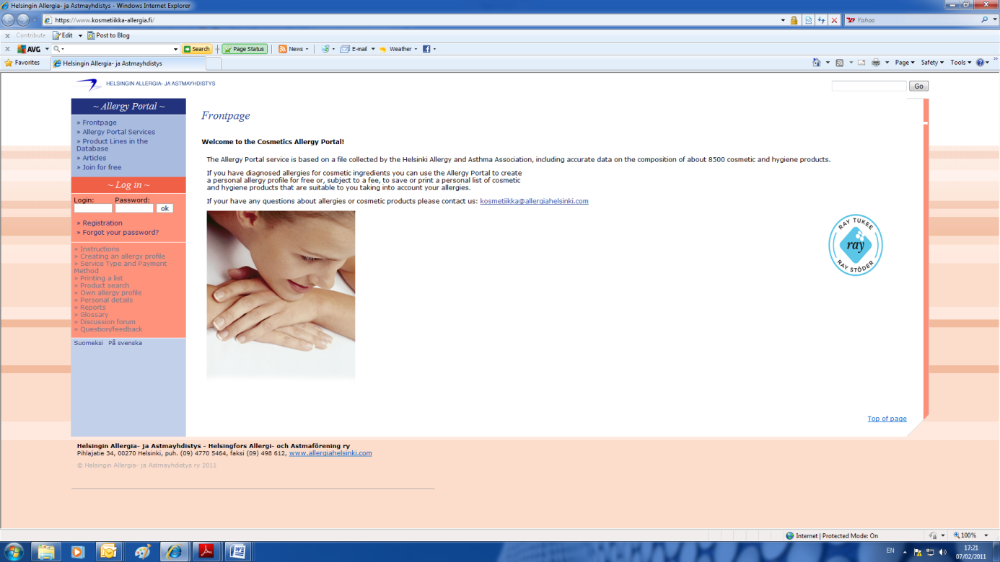 Helsingin Allergia- ja Astmayhdistys - Windows Internet Explorer
https://www.kosmetiikka-allergia.fi/
Yahoo
x Contribute Edit Post to Blog
x AVG Search Page Status News E-mail Weather
Favorites Helsingin Allergia- ja Astmayhdistys Page Safety Tools
HELSINGIN ALLERGIA- JA ASTMAYHDISTYS
Go
~ Allergy Portal ~
» Frontpage
» Allergy Portal Services
» Product Lines in the
Database
» Articles
» Join for free
~ Log in ~
Login: Password:
ok
» Registration
» Forgot your password?
» Instructions
» Creating an allergy profile
» Service Type and Payment
Method
» Printing a list
» Product search
» Own allergy profile
» Personal details
» Reports
» Glossary
» Discussion forum
» Question/feedback
Suomeksi På svenska
Frontpage
Welcome to the Cosmetics Allergy Portal!
The Allergy Portal service is based on a file collected by the Helsinki Allergy and Asthma Association, including accurate data on the composition of about 8500 cosmetic and hygiene products.
If you have diagnosed allergies for cosmetic ingredients you can use the Allergy Portal to create
a personal allergy profile for free or, subject to a fee, to save or print a personal list of cosmetic
and hygiene products that are suitable to you taking into account your allergies.
If your have any questions about allergies or cosmetic products please contact us: kosmetiikka@allergiahelsinki.com
RAY TUKEE
ray
RAY STÖDER
Top of page
Helsingin Allergia- ja Astmayhdistys - Helsingfors Allergi- och Astmaförening ry
Pihlajatie 34, 00270 Helsinki, puh. (09) 4770 5464, faksi (09) 498 612, www.allergiahelsinki.com
© Helsingin Allergia- ja Astmayhdistys ry 2011
Internet | Protected Mode: On
100%
EN
17:21
07/02/2011